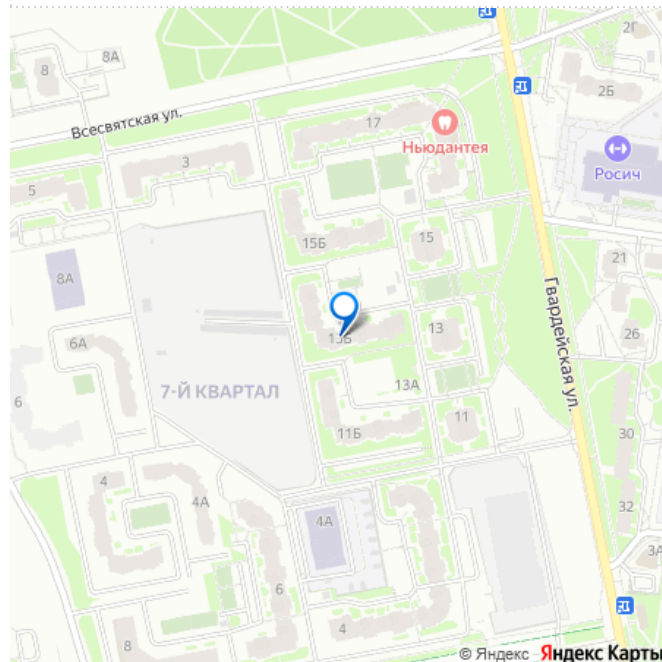 2Г
8А
8
2Б
Всесвятская ул.
17
Ньюдантея
3
Росич
5
15
15Б
21
8А
Гвардейская ул.
13
26
13Б
6А
13А
7-Й КВАРТАЛ
6
11
11Б
30
4
4А
32
4А
3А
6
4
8
© Яндекс Яндекс Карты